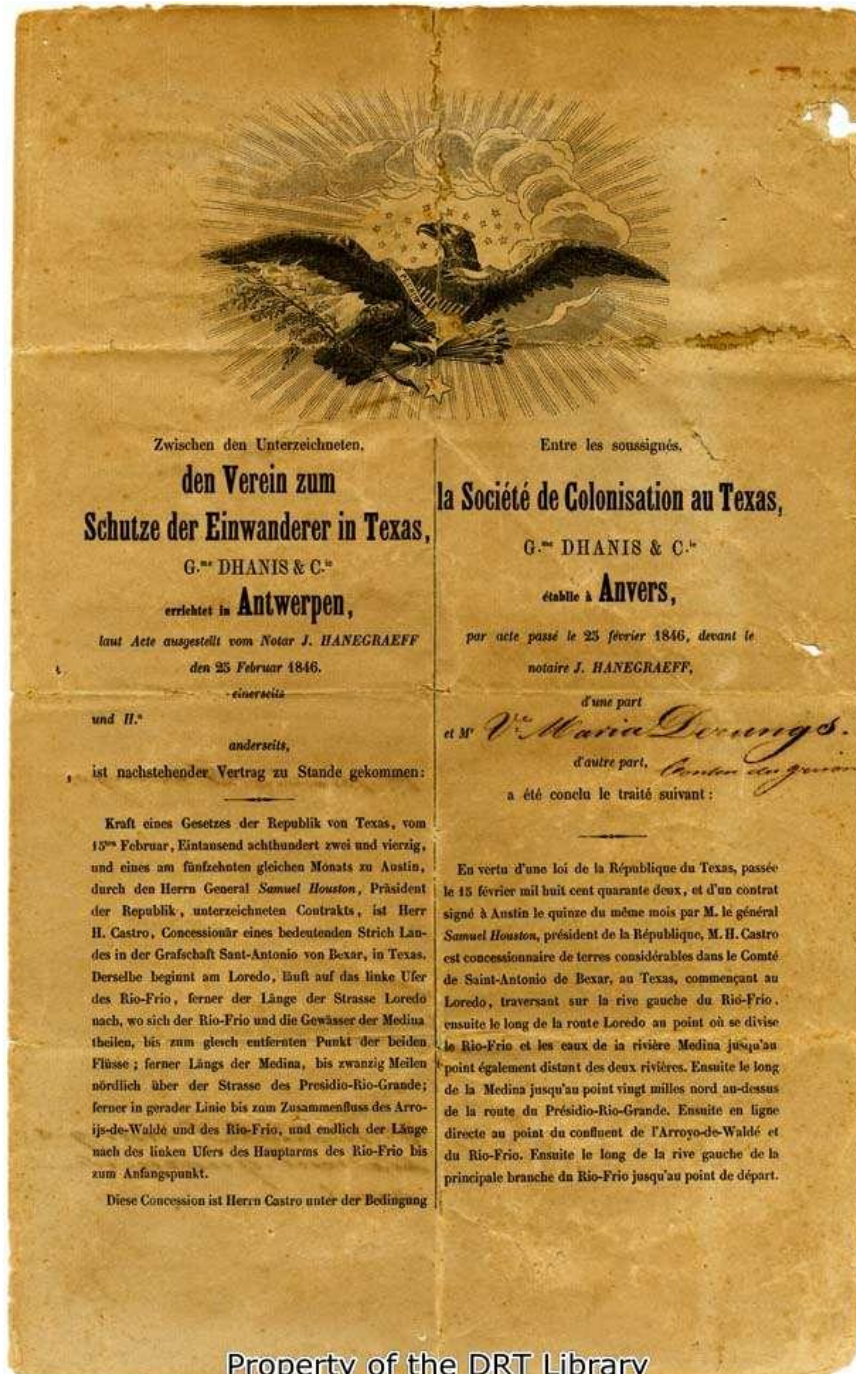 Zwischen den Unterzeichneten,
den Verein zum
Schutze der Einwanderer in Texas,
G.me DHANIS & C.ie
errichtet in Antwerpen,
laut Acte ausgestellt vom Notar J. HANEGRAEFF
den 25 Februar 1846.
einerseits
und H.n
anderseits,
ist nachstehender Vertrag zu Stande gekommen:
Kraft eines Gesetzes der Republik von Texas, vom
15ten Februar, Eintausend achthundert zwei und vierzig,
und eines am fünfzehnten gleichen Monats zu Austin,
durch den Herrn General Samuel Houston, Präsident
der Republik, unterzeichneten Contrakts, ist Herr
H. Castro, Concessionär eines bedeutenden Strich Lan-
des in der Grafschaft Sant-Antonio von Bexar, in Texas.
Derselbe beginnt am Loredo, läuft auf das linke Ufer
des Rio-Frio, ferner der Länge der Strasse Loredo
nach, wo sich der Rio-Frio und die Gewässer der Medina
theilen, bis zum gleich entfernten Punkt der beiden
Flüsse; ferner Längs der Medina, bis zwanzig Meilen
nördlich über der Strasse des Presidio-Rio-Grande;
ferner in gerader Linie bis zum Zusammenfluss des Arro-
ijs-de-Waldé und des Rio-Frio, und endlich der Länge
nach des linken Ufers des Hauptarms des Rio-Frio bis
zum Anfangspunkt.
Diese Concession ist Herrn Castro unter der Bedingung
Entre les soussignés,
la Société de Colonisation au Texas,
G.me DHANIS & C.ie
établie à Anvers,
par acte passé le 25 février 1846, devant le
notaire J. HANEGRAEFF,
d'une part
et Mr Ve Maria Derungs.
d'autre part,
a été conclu le traité suivant:
En vertu d'une loi de la République du Texas, passée
le 15 février mil huit cent quarante deux, et d'un contrat
signé à Austin le quinze du même mois par M. le général
Samuel Houston, président de la République, M. H. Castro
est concessionnaire de terres considérables dans le Comté
de Saint-Antonio de Bexar, au Texas, commençant au
Loredo, traversant sur la rive gauche du Rio-Frio,
ensuite le long de la route Loredo au point où se divise
le Rio-Frio et les eaux de la rivière Medina jusqu'au
point également distant des deux rivières. Ensuite le long
de la Medina jusqu'au point vingt milles nord au-dessus
de la route du Présidio-Rio-Grande. Ensuite en ligne
directe au point du confluent de l'Arroyo-de-Waldé et
du Rio-Frio. Ensuite le long de la rive gauche de la
principale branche du Rio-Frio jusqu'au point de départ.
Property of the DRT Library